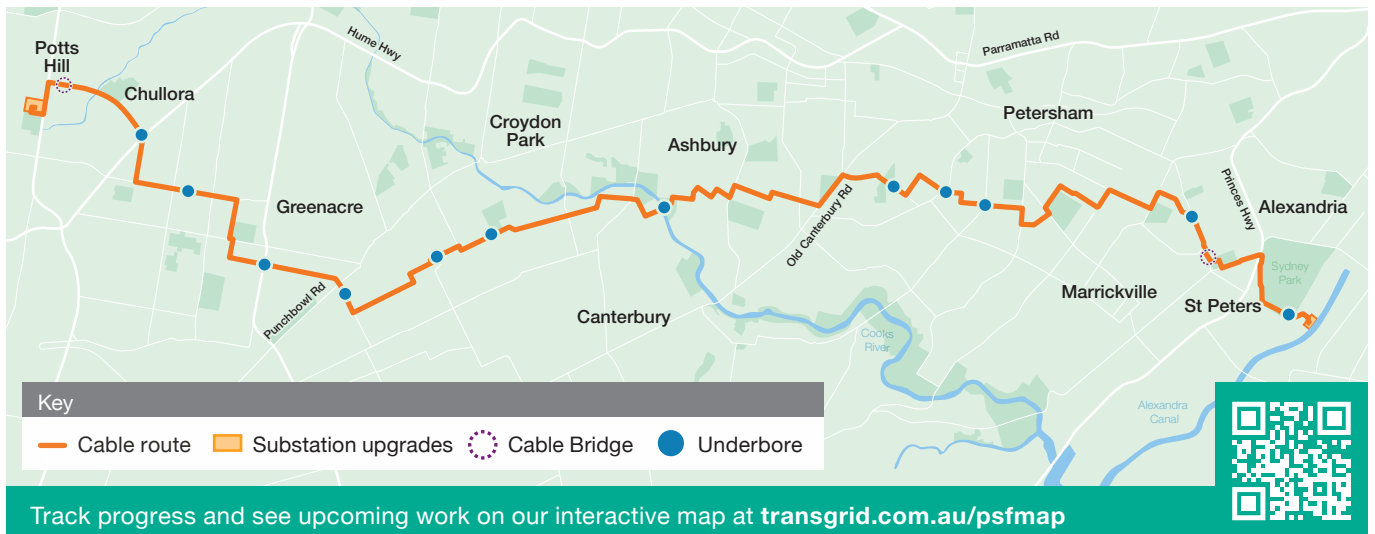 Potts
Hill
Hume Hwy
Parramatta Rd
Chullora
Croydon
Park
Petersham
Ashbury
Princes Hwy
Greenacre
Alexandria
Old Canterbury Rd
Sydney
Park
Punchbowl Rd
Marrickville
St Peters
Canterbury
Cooks
River
Alexandra
Canal
Key
Cable route
Substation upgrades
Cable Bridge
Underbore
Track progress and see upcoming work on our interactive map at transgrid.com.au/psfmap